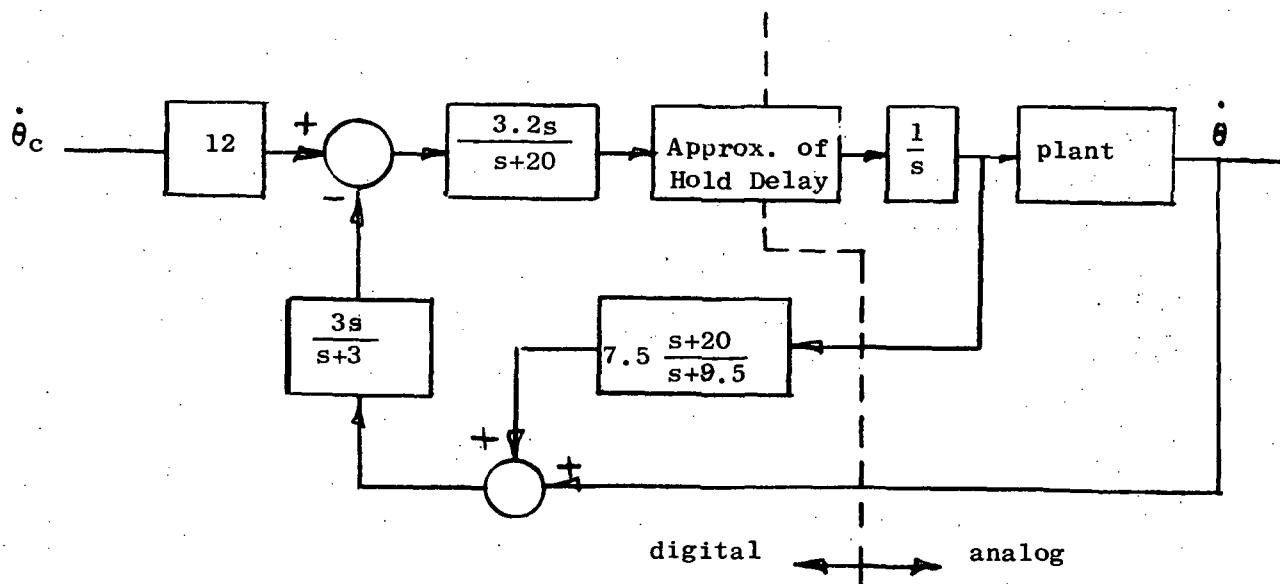 θ̇c
12
+
-
3.2s
s+20
Approx. of
Hold Delay
1
s
plant
θ̇
3s
s+3
7.5 s+20
s+9.5
+
+
digital
analog